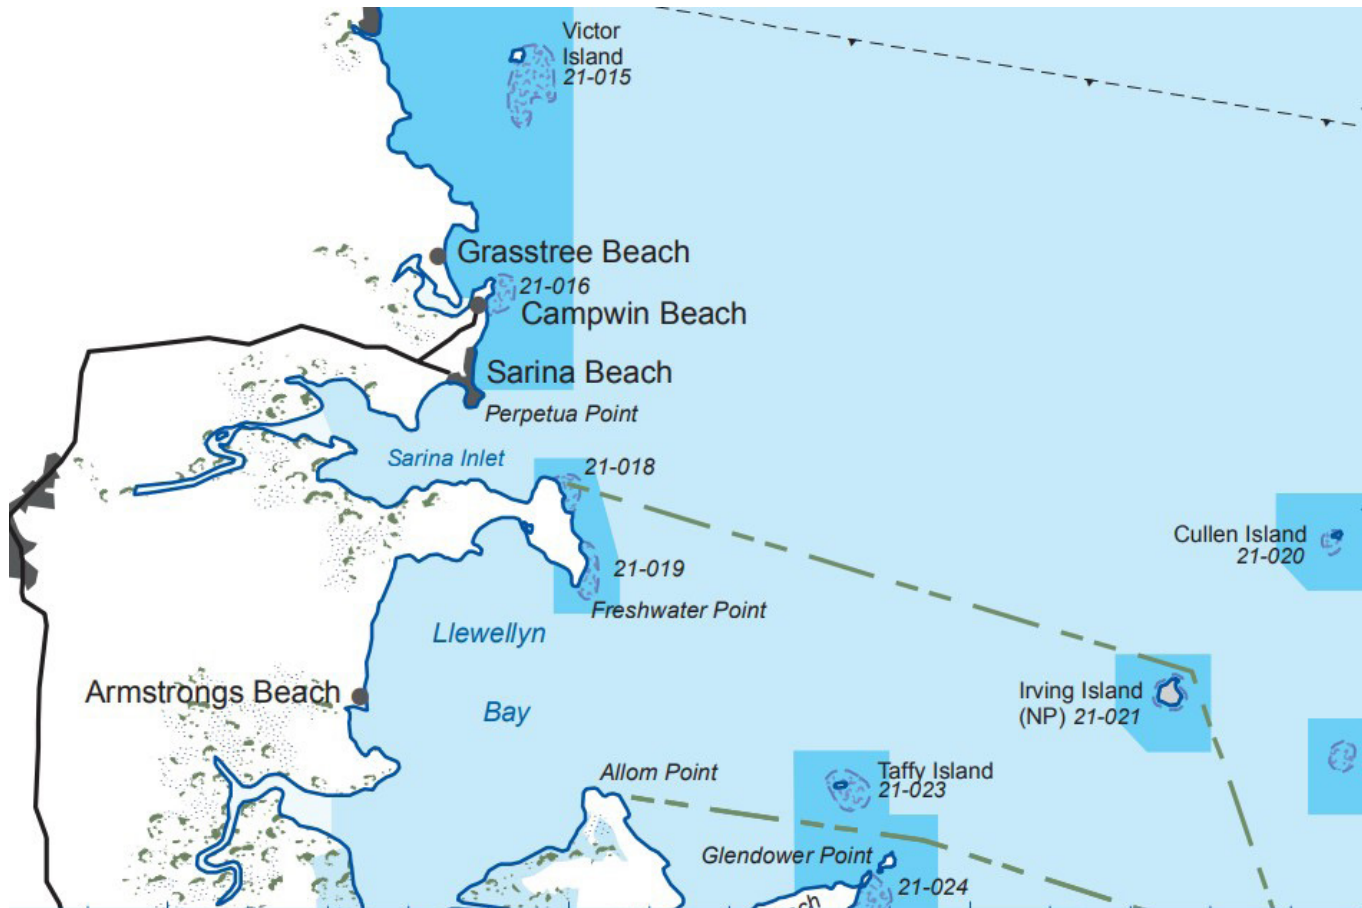 Victor
Island
21-015
Grasstree Beach
21-016
Campwin Beach
Sarina Beach
Perpetua Point
Sarina Inlet
21-018
Cullen Island
21-020
21-019
Freshwater Point
Llewellyn
Bay
Armstrongs Beach
Irving Island
(NP) 21-021
Allom Point
Taffy Island
21-023
Glendower Point
21-024